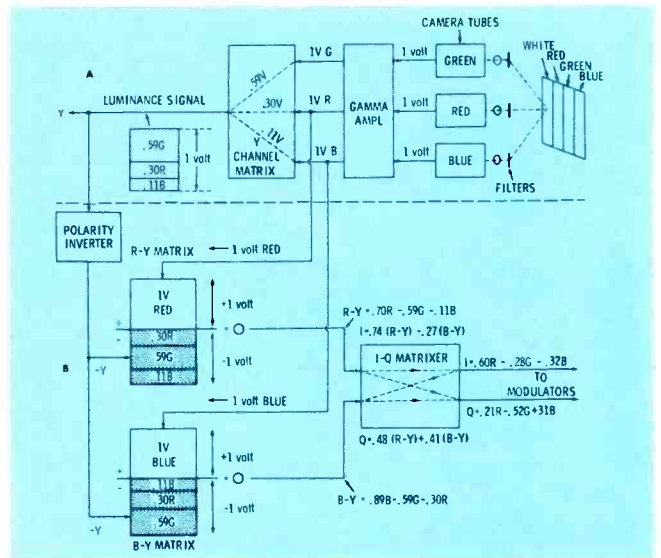 CAMERA TUBES
A
1V G
1 volt
GREEN
WHITE
RED
GREEN
BLUE
.59V
LUMINANCE SIGNAL
Y
.30V
1V R
GAMMA
AMPL
1 volt
RED
.59G
.30R
.11B
1 volt
.11V
Y
CHANNEL
MATRIX
1V B
1 volt
BLUE
FILTERS
POLARITY
INVERTER
R-Y MATRIX
1 volt RED
1V
RED
+1 volt
+
-
.30R
= 0
R-Y = .70R - .59G - .11B
I=.74 (R-Y) - .27(B-Y)
B
-Y
59G
.11B
-1 volt
I-Q MATRIXER
I=.60R - .28G - .32B
TO
MODULATORS
1 volt BLUE
Q=.21R-.52G+31B
1V
BLUE
+1 volt
Q=.48 (R-Y)+.41(B-Y)
+
-
.11B
= 0
.30R
-1 volt
B-Y = .89B-.59G-.30R
-Y
59G
B-Y MATRIX